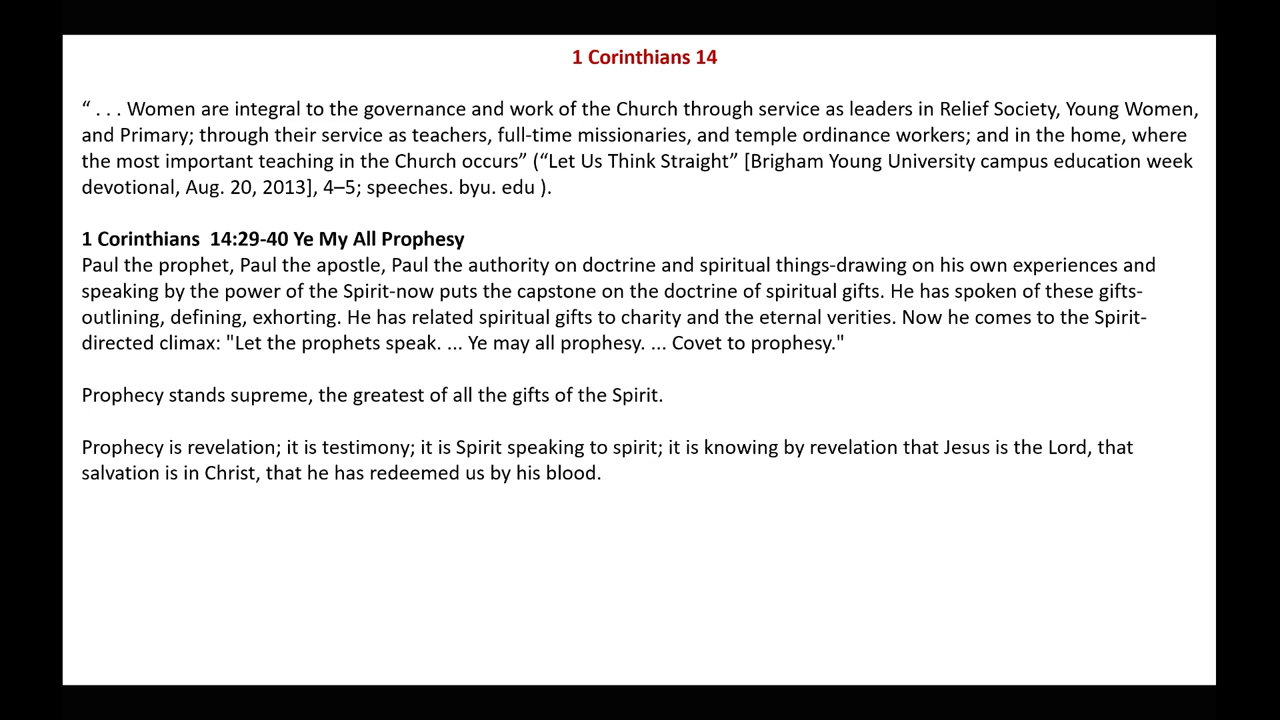 1 Corinthians 14
“ . . . Women are integral to the governance and work of the Church through service as leaders in Relief Society, Young Women,
and Primary; through their service as teachers, full-time missionaries, and temple ordinance workers; and in the home, where
the most important teaching in the Church occurs” (“Let Us Think Straight” [Brigham Young University campus education week
devotional, Aug. 20, 2013], 4–5; speeches. byu. edu ).
1 Corinthians  14:29-40 Ye My All Prophesy
Paul the prophet, Paul the apostle, Paul the authority on doctrine and spiritual things-drawing on his own experiences and
speaking by the power of the Spirit-now puts the capstone on the doctrine of spiritual gifts. He has spoken of these gifts-
outlining, defining, exhorting. He has related spiritual gifts to charity and the eternal verities. Now he comes to the Spirit-
directed climax: "Let the prophets speak. ... Ye may all prophesy. ... Covet to prophesy."
Prophecy stands supreme, the greatest of all the gifts of the Spirit.
Prophecy is revelation; it is testimony; it is Spirit speaking to spirit; it is knowing by revelation that Jesus is the Lord, that
salvation is in Christ, that he has redeemed us by his blood.